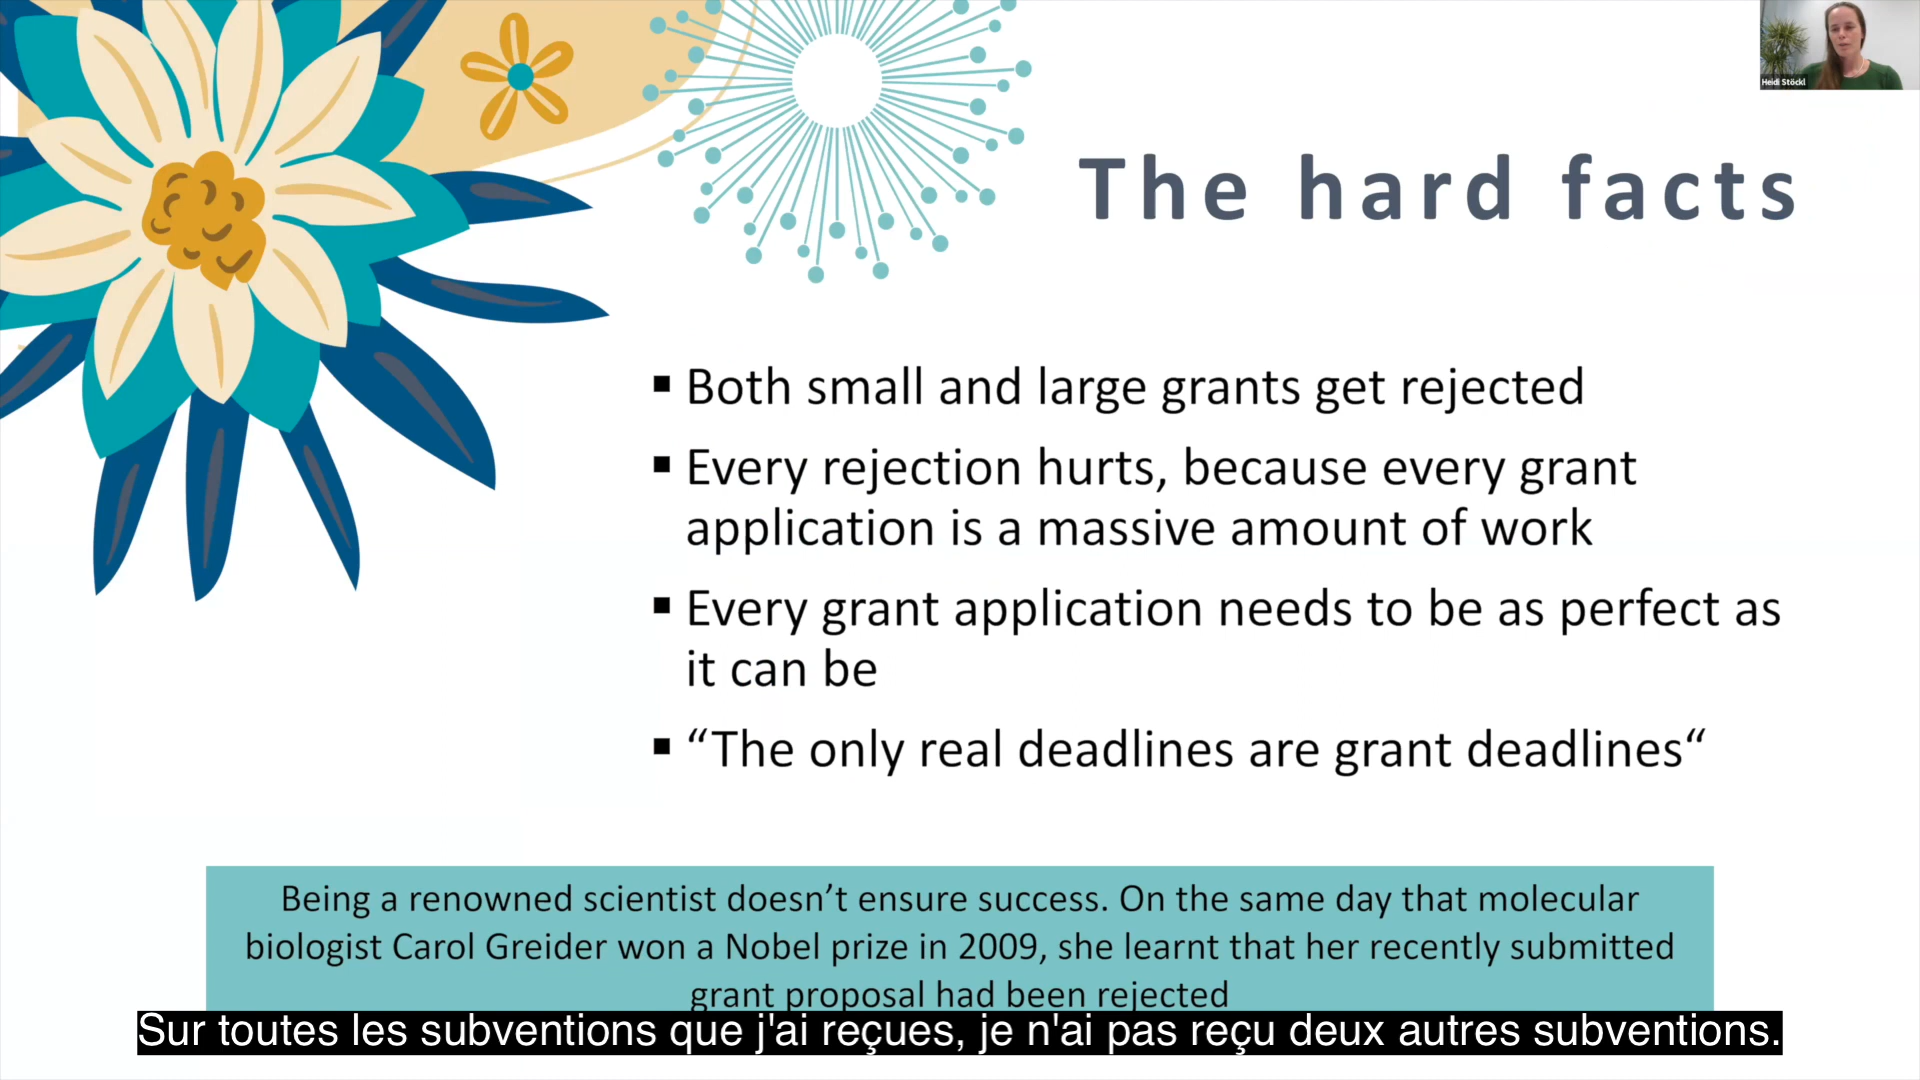 Heidi Stöckl
The hard facts
▪ Both small and large grants get rejected
▪ Every rejection hurts, because every grant
application is a massive amount of work
▪ Every grant application needs to be as perfect as
it can be
▪ “The only real deadlines are grant deadlines“
Being a renowned scientist doesn’t ensure success. On the same day that molecular
biologist Carol Greider won a Nobel prize in 2009, she learnt that her recently submitted
grant proposal had been rejected
Sur toutes les subventions que j'ai reçues, je n'ai pas reçu deux autres subventions.